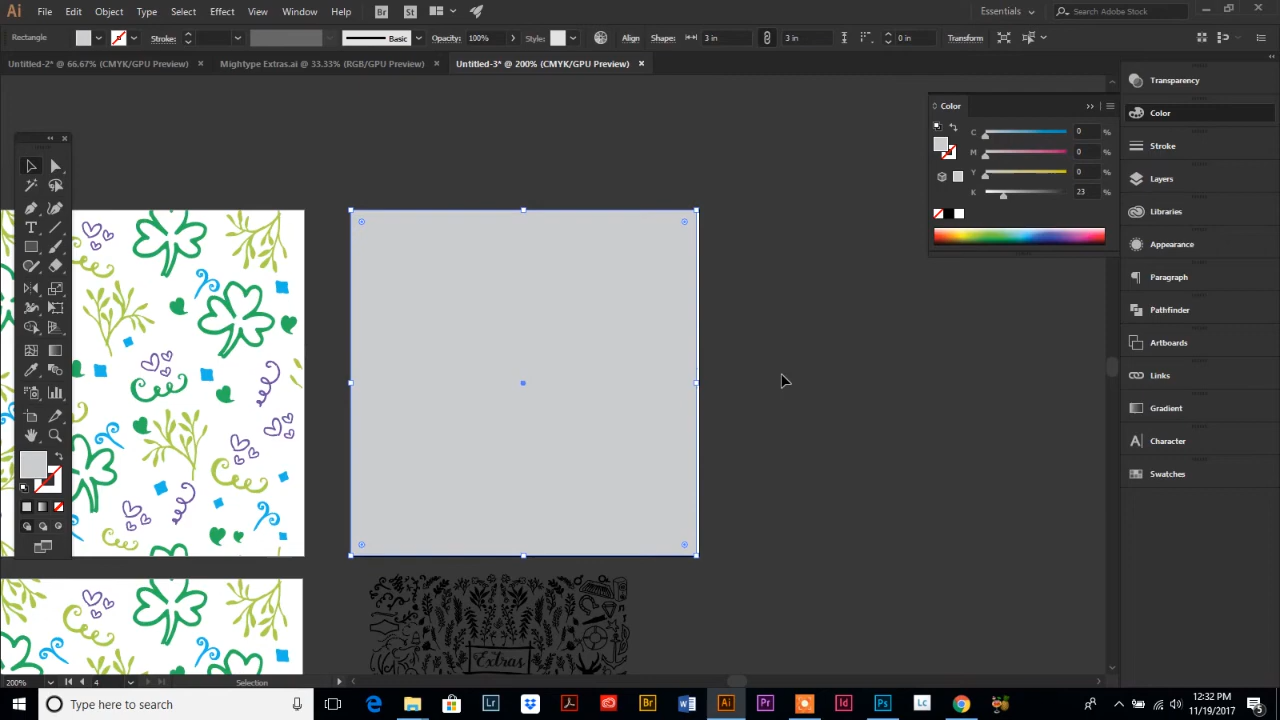 Ai File Edit Object Type Select Effect View Window Help Br St Essentials Search Adobe Stock
Rectangle Stroke: Basic Opacity: 100% Style: Align Shape: 3 in 3 in 0 in Transform
Untitled-2* @ 66.67% (CMYK/GPU Preview) × Mightype Extras.ai @ 33.33% (RGB/GPU Preview) × Untitled-3* @ 200% (CMYK/GPU Preview) ×
Transparency
Color
C 0 %
M 0 %
Y 0 %
K 23 %
Color
Stroke
Layers
Libraries
Appearance
Paragraph
Pathfinder
Artboards
Links
Gradient
Character
Swatches
Extras
200% 4 Selection
Type here to search
Lr Br W Ai Pr Id Ps Lc
12:32 PM
11/19/2017